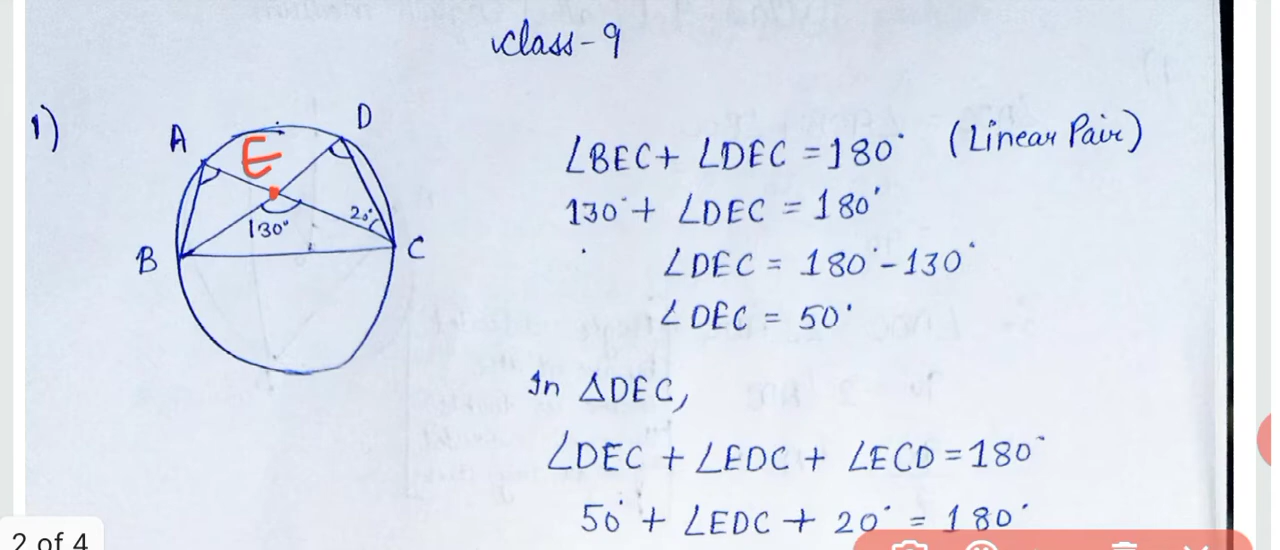 Class-9
1)
A
E
D
130°
20°
B
C
∠BEC + ∠DEC = 180° (Linear Pair)
130° + ∠DEC = 180°
∠DEC = 180° - 130°
∠DEC = 50°
In ΔDEC,
∠DEC + ∠EDC + ∠ECD = 180°
50° + ∠EDC + 20° = 180°
2 of 4